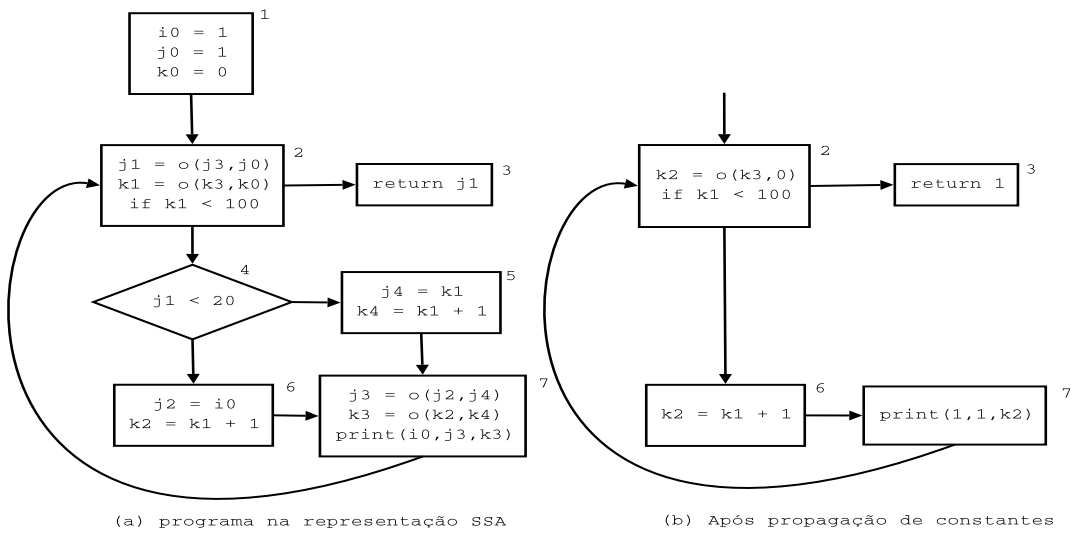 1
i0 = 1
j0 = 1
k0 = 0
2
j1 = o(j3,j0)
k1 = o(k3,k0)
if k1 < 100
3
return j1
4
j1 < 20
5
j4 = k1
k4 = k1 + 1
6
j2 = i0
k2 = k1 + 1
7
j3 = o(j2,j4)
k3 = o(k2,k4)
print(i0,j3,k3)
(a) programa na representação SSA
2
k2 = o(k3,0)
if k1 < 100
3
return 1
6
k2 = k1 + 1
7
print(1,1,k2)
(b) Após propagação de constantes